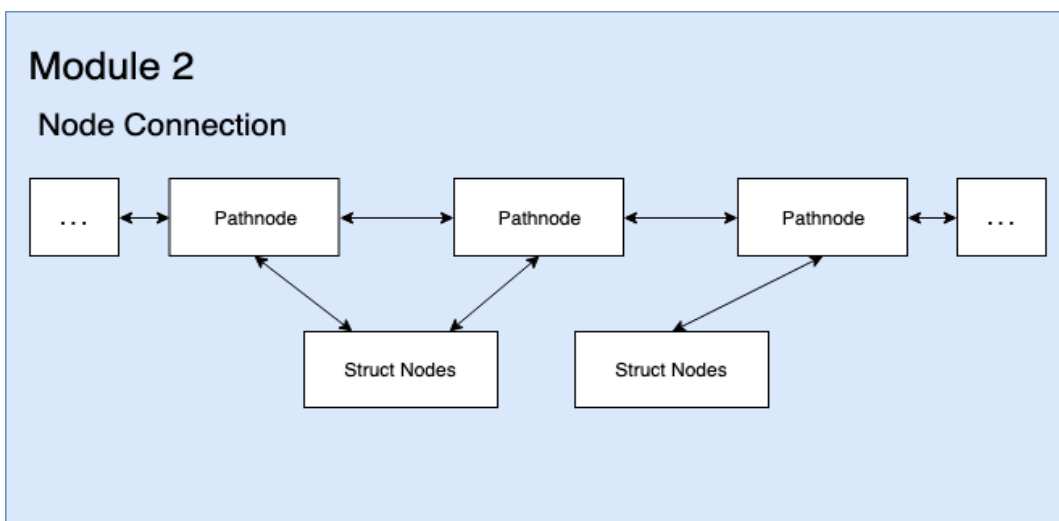 Module 2
Node Connection
...
Pathnode
Pathnode
Pathnode
...
Struct Nodes
Struct Nodes